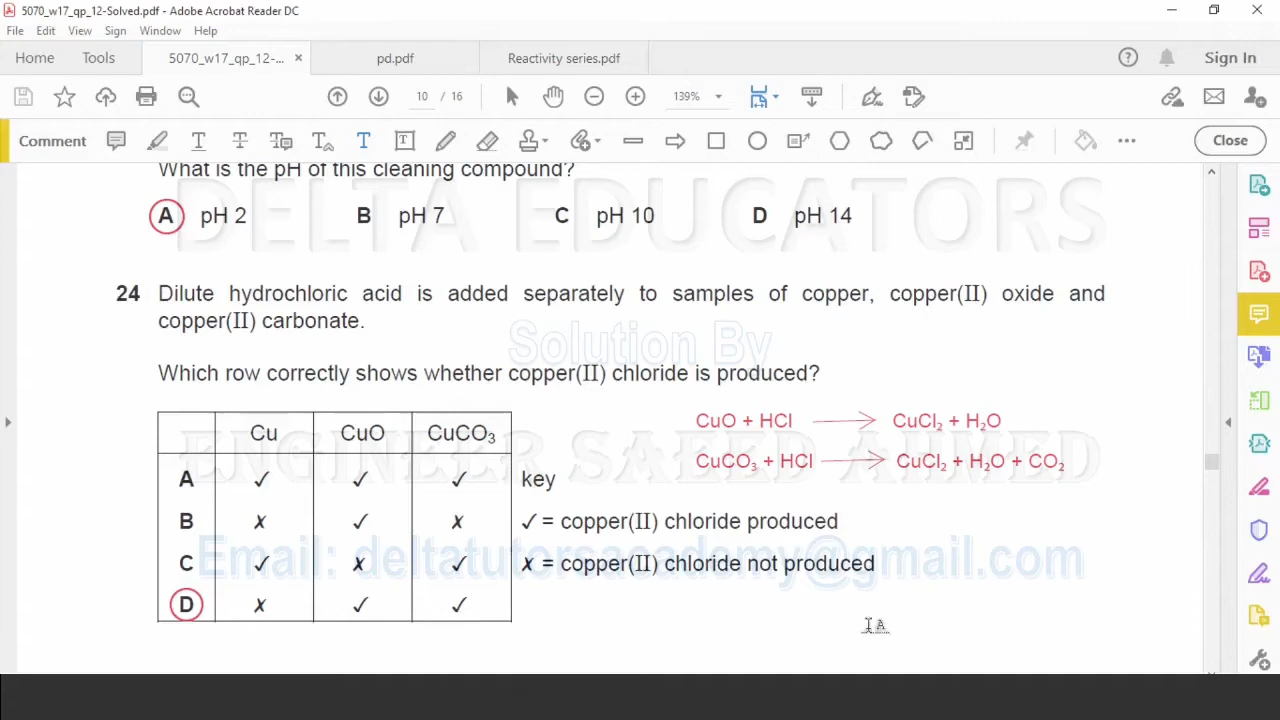 5070_w17_qp_12-Solved.pdf - Adobe Acrobat Reader DC
File Edit View Sign Window Help
Home Tools 5070_w17_qp_12-... × pd.pdf Reactivity series.pdf Sign In
10 / 16 139%
Comment Close
What is the pH of this cleaning compound?
DELTA EDUCATORS
A pH 2 B pH 7 C pH 10 D pH 14
24 Dilute hydrochloric acid is added separately to samples of copper, copper(II) oxide and
copper(II) carbonate.
Solution By
Which row correctly shows whether copper(II) chloride is produced?
CuO + HCl ⟶ CuCl₂ + H₂O
Cu CuO CuCO₃
ENGINEER SAEED AHMED
CuCO₃ + HCl ⟶ CuCl₂ + H₂O + CO₂
A ✓ ✓ ✓ key
B ✗ ✓ ✗ ✓ = copper(II) chloride produced
Email: deltatutorsacademy@gmail.com
C ✓ ✗ ✓ ✗ = copper(II) chloride not produced
D ✗ ✓ ✓